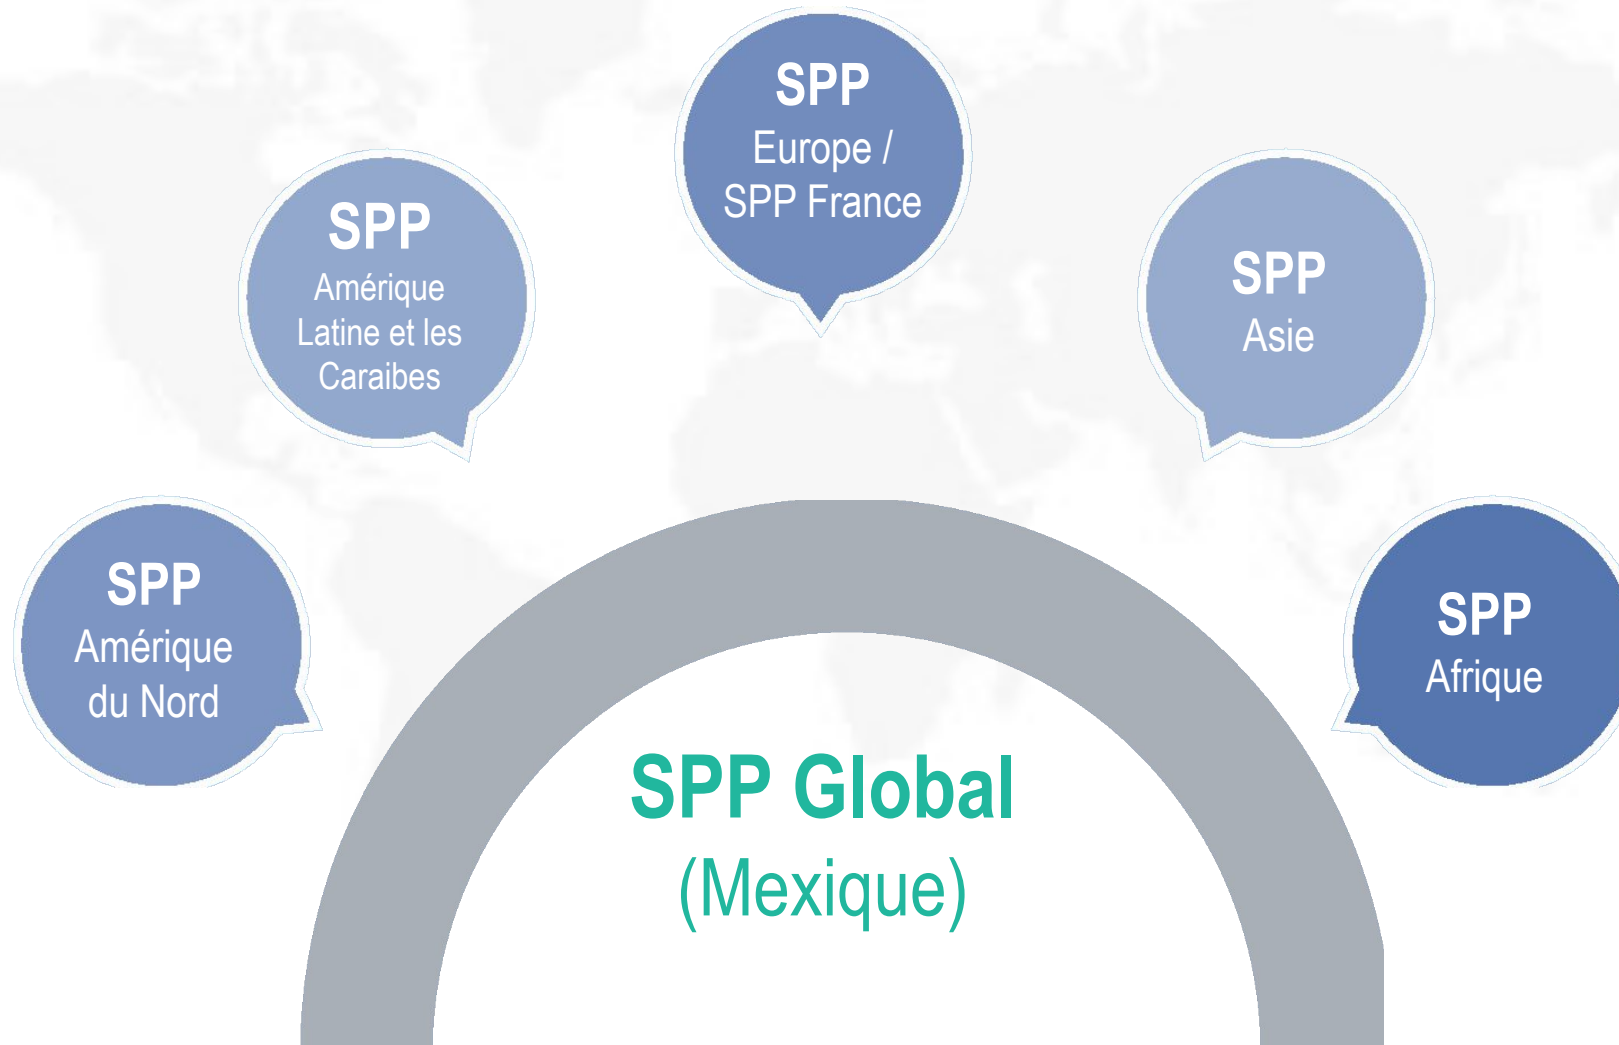 SPP
Europe /
SPP France
SPP
Amérique
Latine et les
Caraibes
SPP
Asie
SPP
Amérique
du Nord
SPP
Afrique
SPP Global
(Mexique)